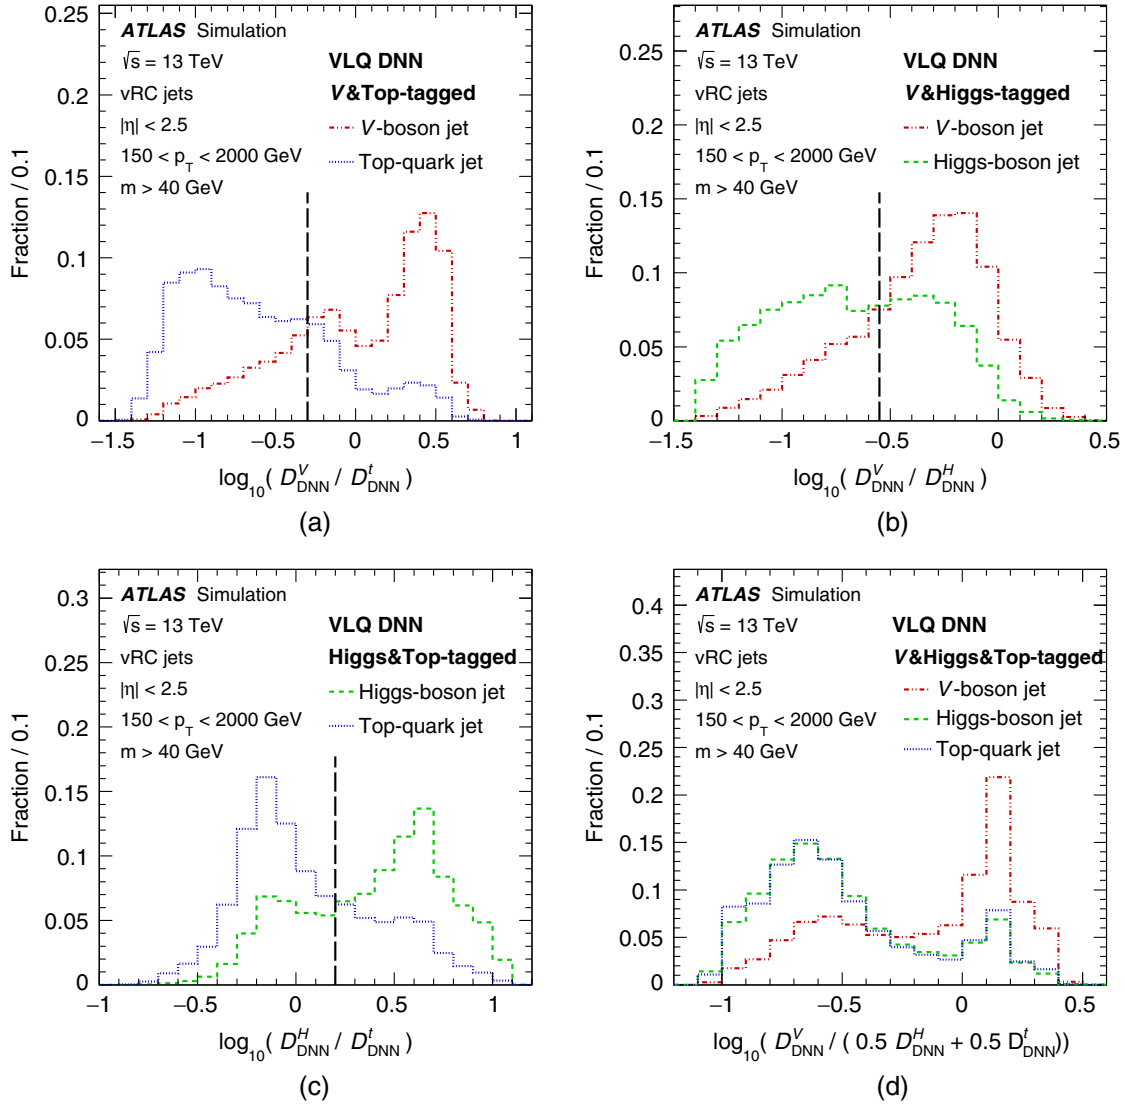 ATLAS Simulation
√s = 13 TeV
vRC jets
|η| < 2.5
150 < p_T < 2000 GeV
m > 40 GeV
VLQ DNN
V&Top-tagged
V-boson jet
Top-quark jet
Fraction / 0.1
0.25
0.2
0.15
0.1
0.05
0
−1.5 −1 −0.5 0 0.5 1
log₁₀( D^V_DNN / D^t_DNN )
(a)
ATLAS Simulation
√s = 13 TeV
vRC jets
|η| < 2.5
150 < p_T < 2000 GeV
m > 40 GeV
VLQ DNN
V&Higgs-tagged
V-boson jet
Higgs-boson jet
Fraction / 0.1
0.25
0.2
0.15
0.1
0.05
0
−1.5 −1 −0.5 0 0.5
log₁₀( D^V_DNN / D^H_DNN )
(b)
ATLAS Simulation
√s = 13 TeV
vRC jets
|η| < 2.5
150 < p_T < 2000 GeV
m > 40 GeV
VLQ DNN
Higgs&Top-tagged
Higgs-boson jet
Top-quark jet
Fraction / 0.1
0.3
0.25
0.2
0.15
0.1
0.05
0
−1 −0.5 0 0.5 1
log₁₀( D^H_DNN / D^t_DNN )
(c)
ATLAS Simulation
√s = 13 TeV
vRC jets
|η| < 2.5
150 < p_T < 2000 GeV
m > 40 GeV
VLQ DNN
V&Higgs&Top-tagged
V-boson jet
Higgs-boson jet
Top-quark jet
Fraction / 0.1
0.4
0.35
0.3
0.25
0.2
0.15
0.1
0.05
0
−1 −0.5 0 0.5
log₁₀( D^V_DNN / ( 0.5 D^H_DNN + 0.5 D^t_DNN))
(d)